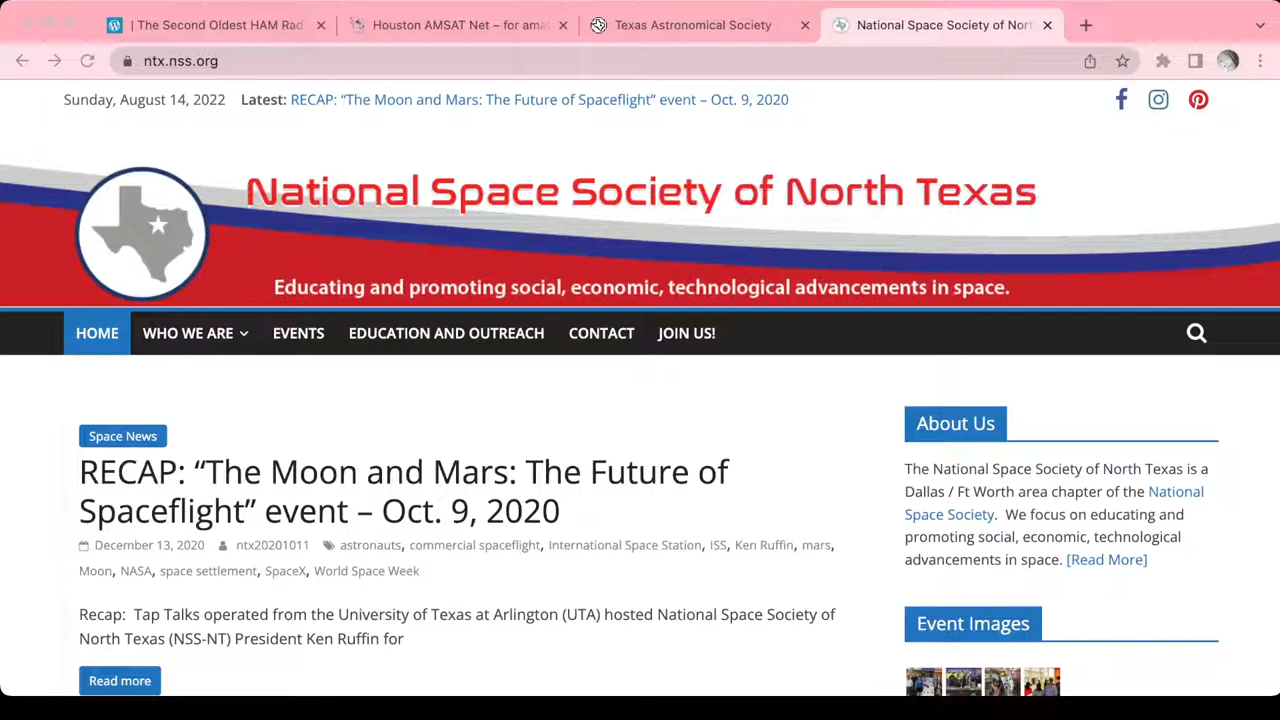 | The Second Oldest HAM Rad
Houston AMSAT Net – for ama
Texas Astronomical Society
National Space Society of Nort
ntx.nss.org
Sunday, August 14, 2022 Latest: RECAP: “The Moon and Mars: The Future of Spaceflight” event – Oct. 9, 2020
National Space Society of North Texas
Educating and promoting social, economic, technological advancements in space.
HOME WHO WE ARE EVENTS EDUCATION AND OUTREACH CONTACT JOIN US!
Space News
RECAP: “The Moon and Mars: The Future of
Spaceflight” event – Oct. 9, 2020
December 13, 2020 ntx20201011 astronauts, commercial spaceflight, International Space Station, ISS, Ken Ruffin, mars,
Moon, NASA, space settlement, SpaceX, World Space Week
Recap: Tap Talks operated from the University of Texas at Arlington (UTA) hosted National Space Society of
North Texas (NSS-NT) President Ken Ruffin for
Read more
About Us
The National Space Society of North Texas is a
Dallas / Ft Worth area chapter of the National
Space Society. We focus on educating and
promoting social, economic, technological
advancements in space. [Read More]
Event Images